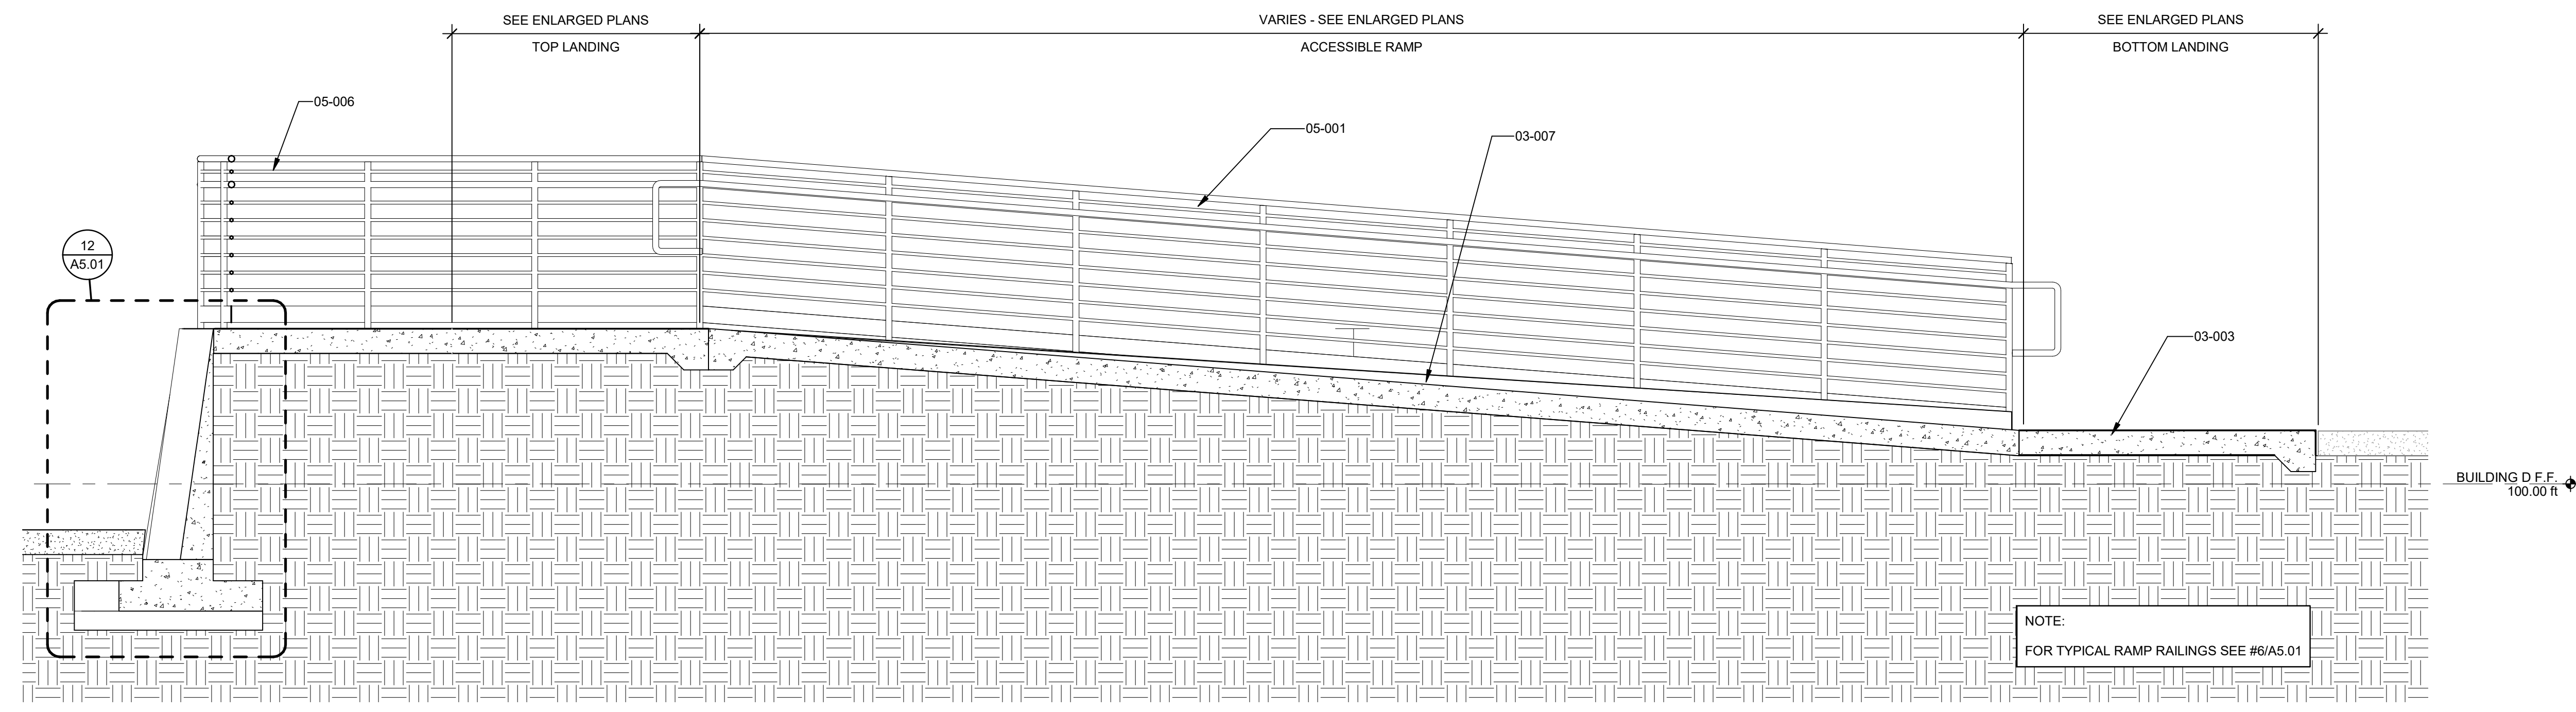 SEE ENLARGED PLANS
TOP LANDING
VARIES - SEE ENLARGED PLANS
ACCESSIBLE RAMP
SEE ENLARGED PLANS
BOTTOM LANDING
05-006
05-001
03-007
12
A5.01
03-003
BUILDING D F.F.
100.00 ft
NOTE:
FOR TYPICAL RAMP RAILINGS SEE #6/A5.01